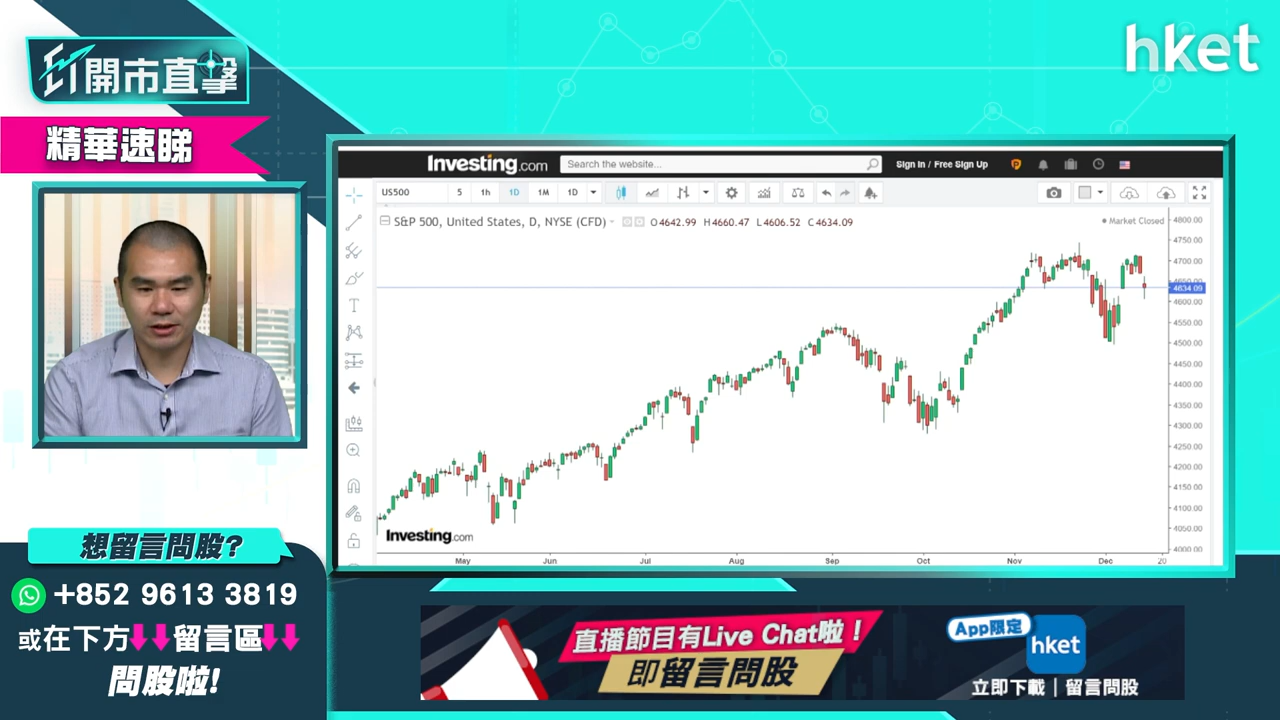 開市直擊
hket
精華速睇
Investing.com
Search the website...
Sign In / Free Sign Up
US500
5
1h
1D
1M
1D
S&P 500, United States, D, NYSE (CFD)
O4642.99 H4660.47 L4606.52 C4634.09
Market Closed
4800.00
4750.00
4700.00
4634.09
4600.00
4550.00
4500.00
4450.00
4400.00
4350.00
4300.00
4250.00
4200.00
4150.00
4100.00
4050.00
4000.00
Investing.com
May Jun Jul Aug Sep Oct Nov Dec 20
想留言問股?
+852 9613 3819
或在下方留言區
問股啦!
直播節目有Live Chat啦!
即留言問股
App限定
hket
立即下載 | 留言問股